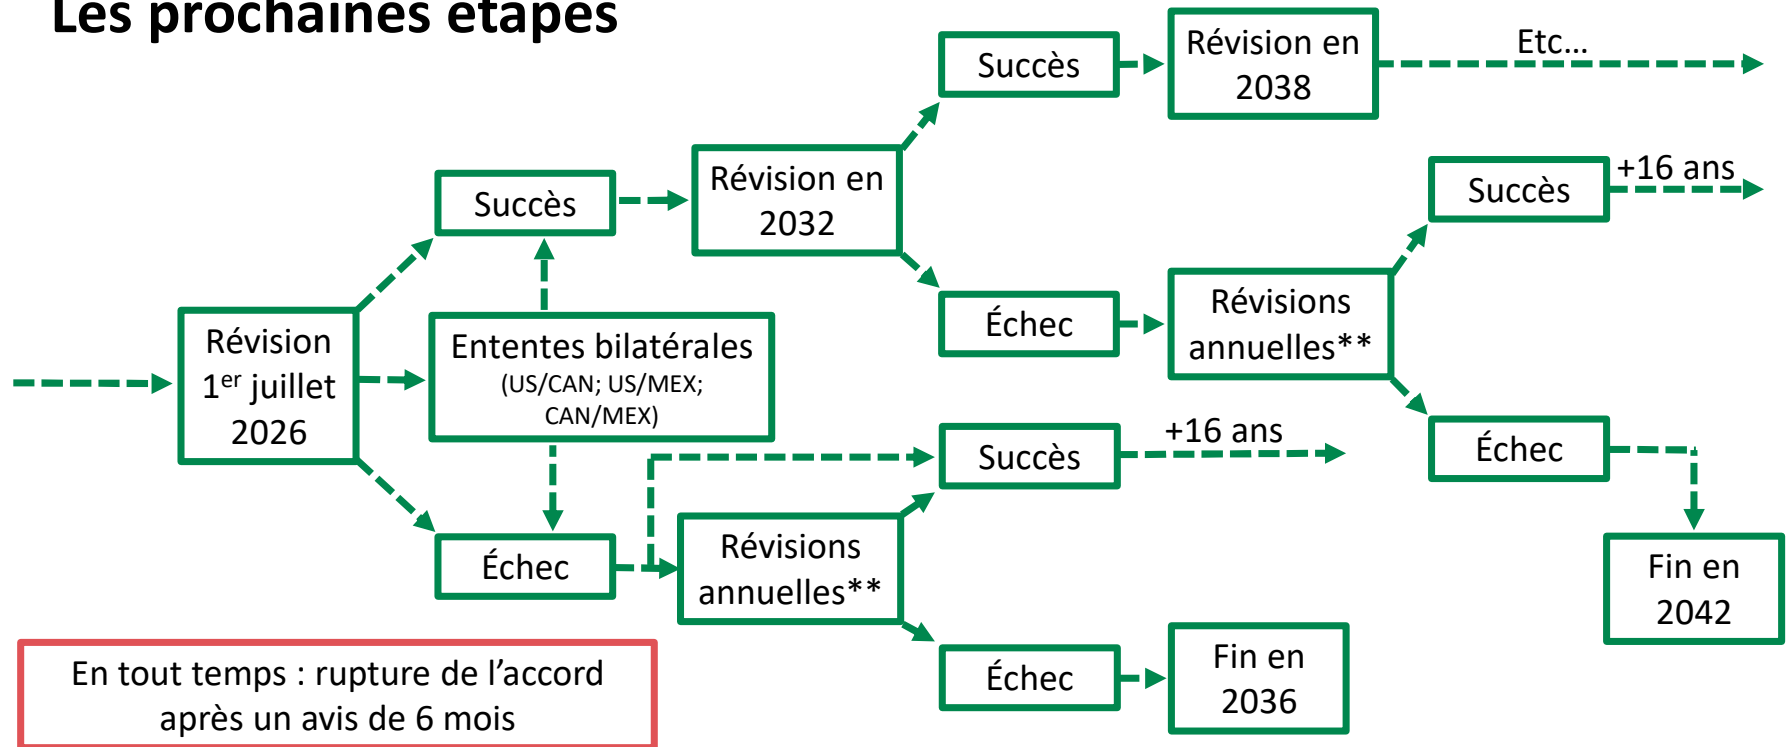 Les prochaines étapes
Succès
Révision en
2038
Etc...
Succès
Révision en
2032
Succès
+16 ans
Échec
Révisions
annuelles**
Révision
1er juillet
2026
Ententes bilatérales
(US/CAN; US/MEX;
CAN/MEX)
Succès
+16 ans
Échec
Échec
Révisions
annuelles**
Fin en
2042
Échec
Fin en
2036
En tout temps : rupture de l’accord
après un avis de 6 mois